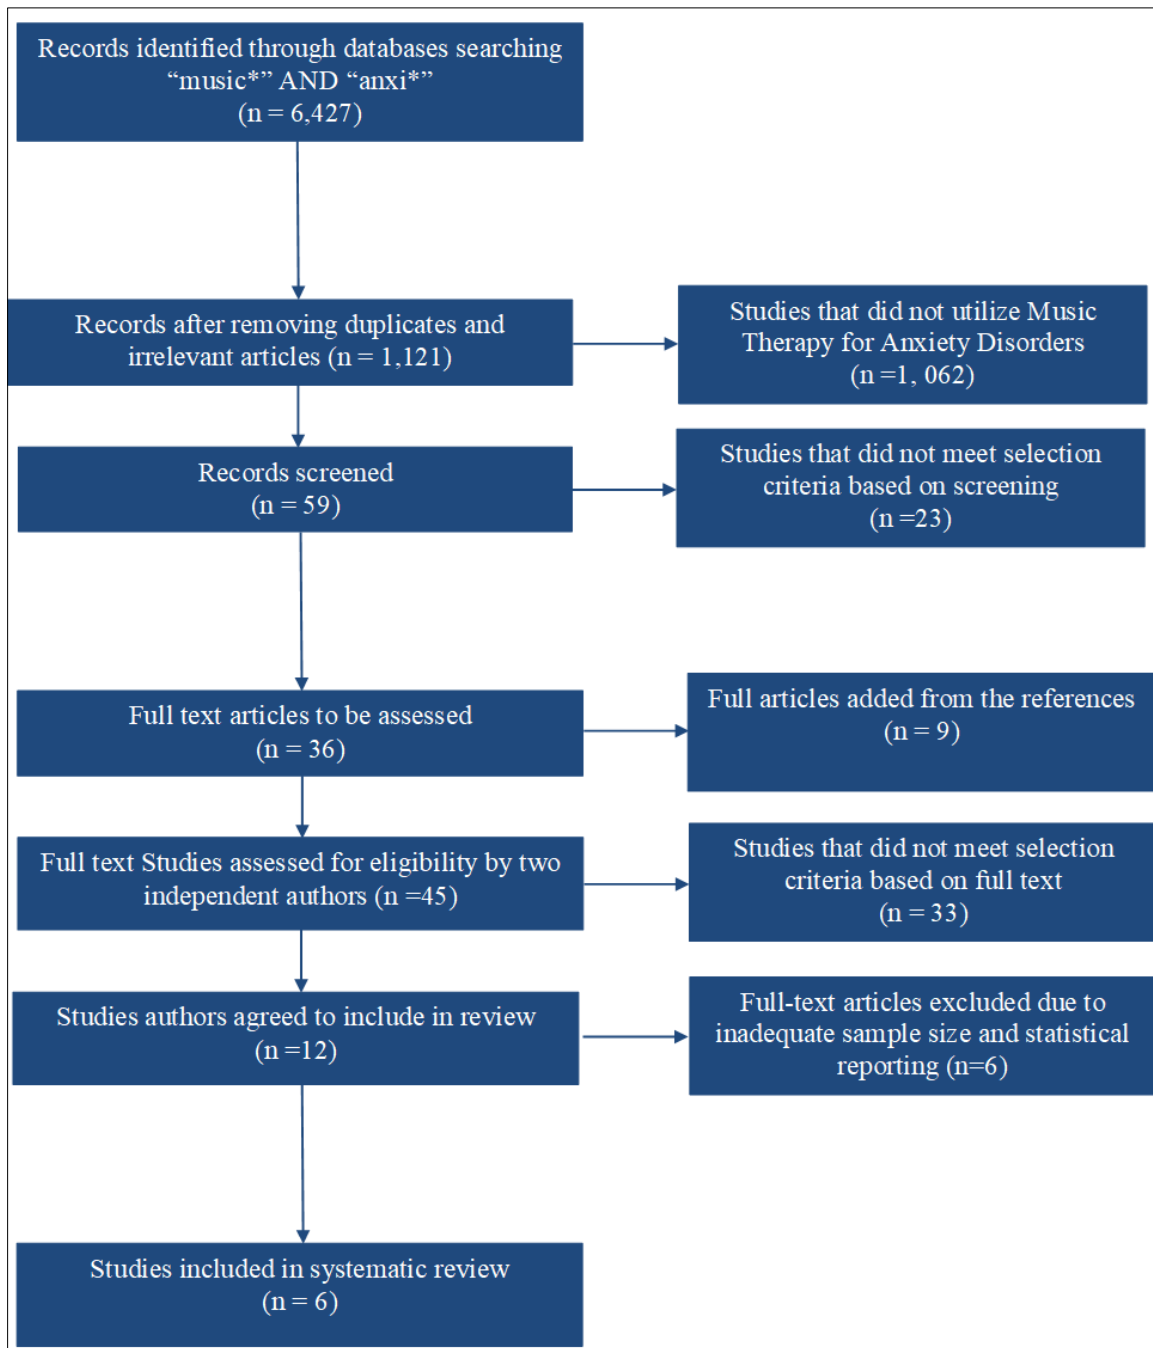 Records identified through databases searching
“music*” AND “anxi*”
(n = 6,427)
Records after removing duplicates and
irrelevant articles (n = 1,121)
Studies that did not utilize Music
Therapy for Anxiety Disorders
(n =1, 062)
Records screened
(n = 59)
Studies that did not meet selection
criteria based on screening
(n =23)
Full text articles to be assessed
(n = 36)
Full articles added from the references
(n = 9)
Full text Studies assessed for eligibility by two
independent authors (n =45)
Studies that did not meet selection
criteria based on full text
(n = 33)
Studies authors agreed to include in review
(n =12)
Full-text articles excluded due to
inadequate sample size and statistical
reporting (n=6)
Studies included in systematic review
(n = 6)